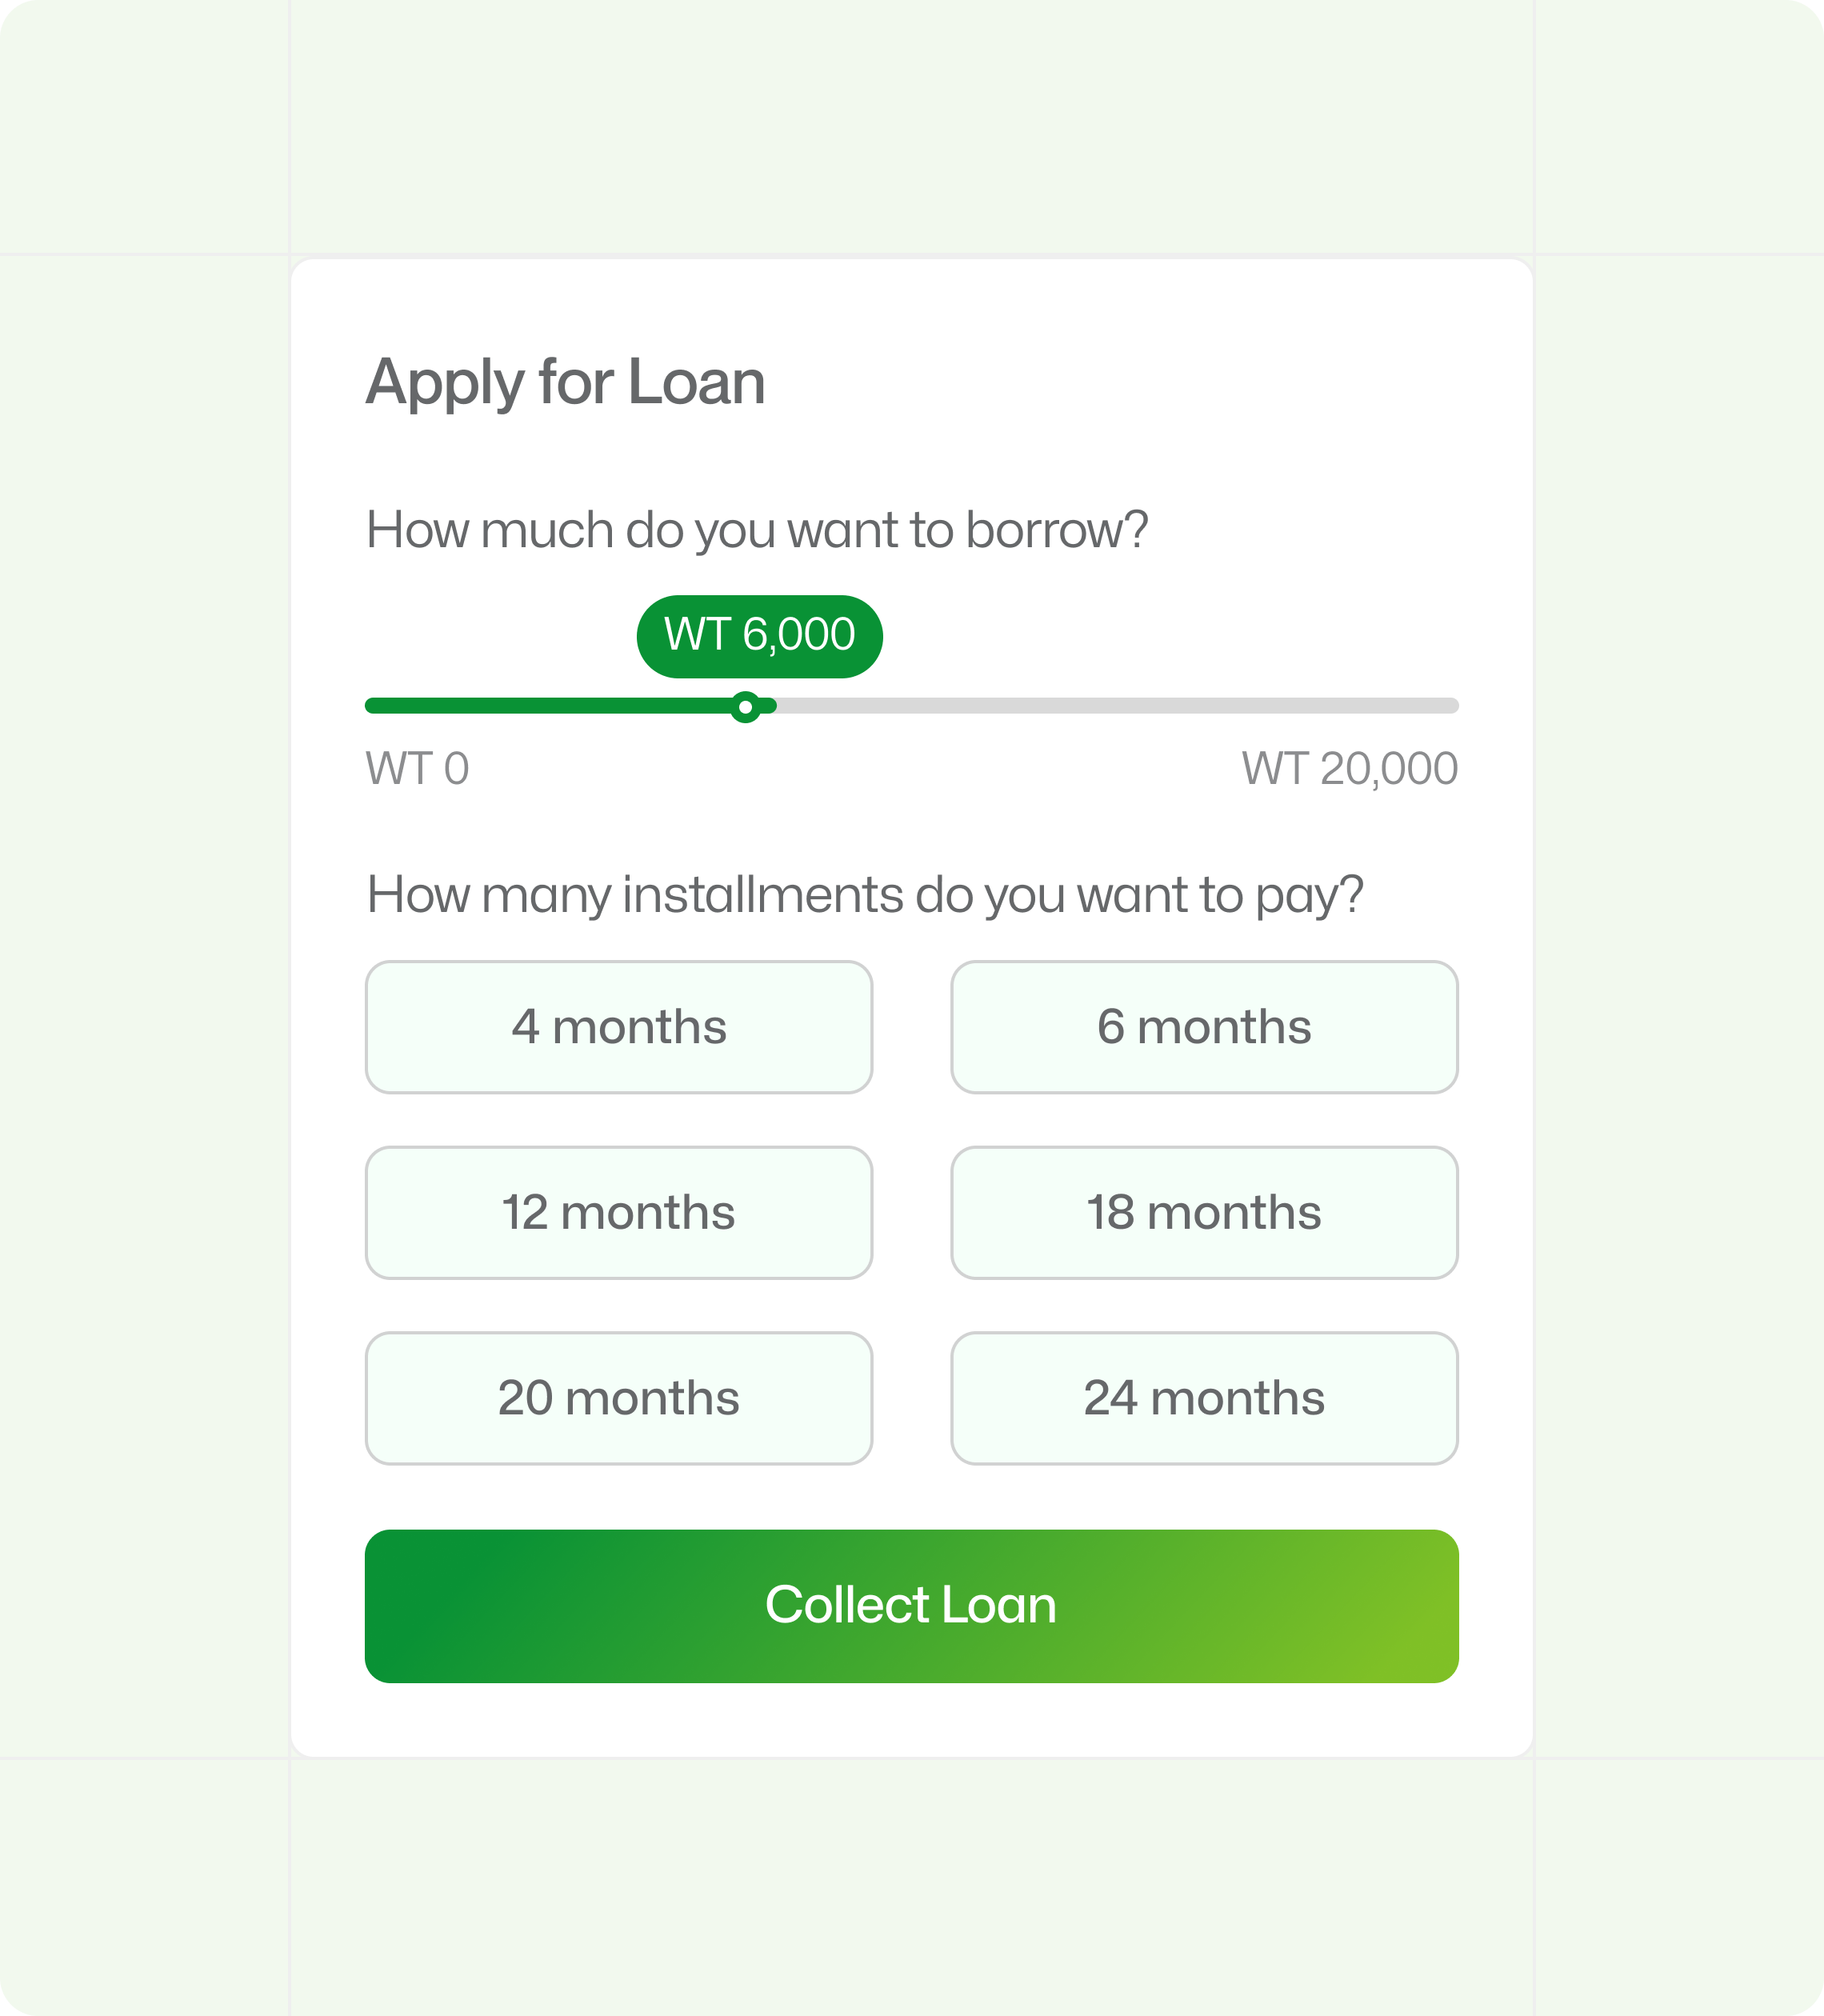 Apply for Loan
How much do you want to borrow?
WT 6,000
WT 0 WT 20,000
How many installments do you want to pay?
4 months 6 months
12 months 18 months
20 months 24 months
Collect Loan